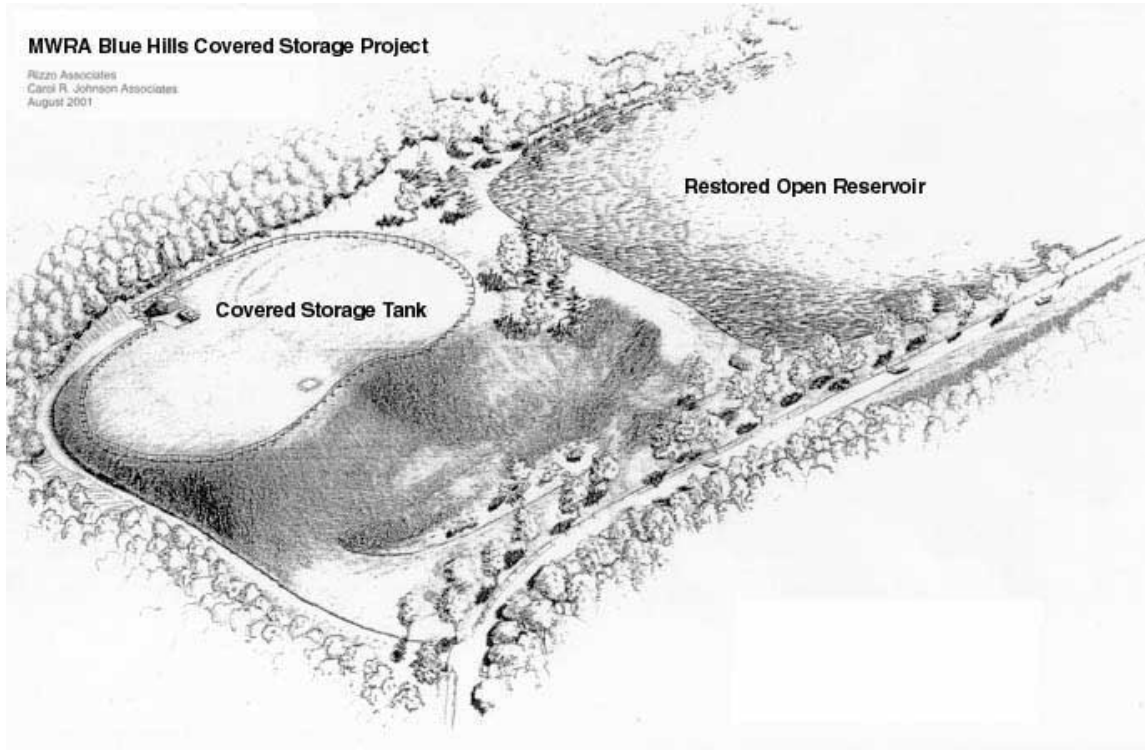 MWRA Blue Hills Covered Storage Project
Rizzo Associates
Carol R. Johnson Associates
August 2001
Restored Open Reservoir
Covered Storage Tank